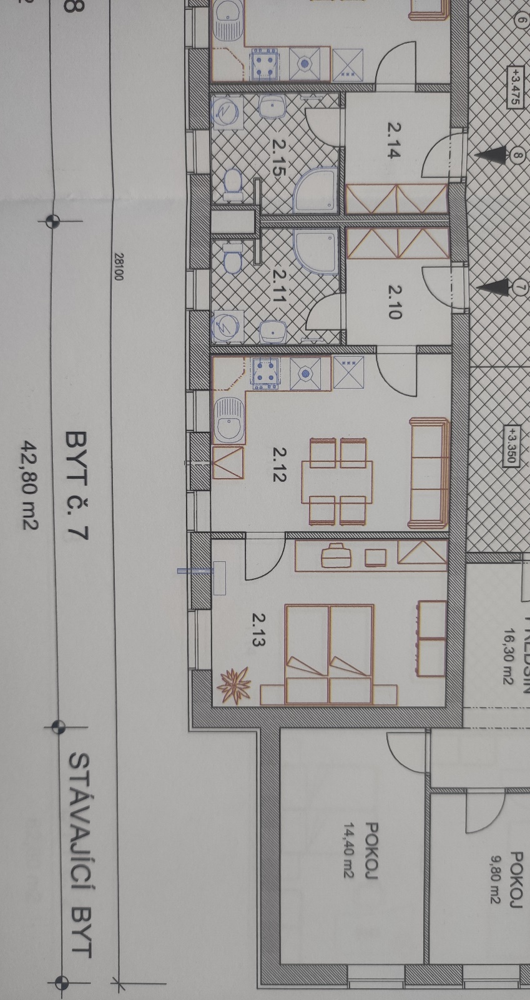 6
+3.475
8
2.14
2.15
28100
2.11
2.10
7
2.12
+3.350
BYT č. 7
42,80 m2
2.13
16,30 m2
STÁVAJÍCÍ BYT
POKOJ
14,40 m2
POKOJ
9,80 m2
8